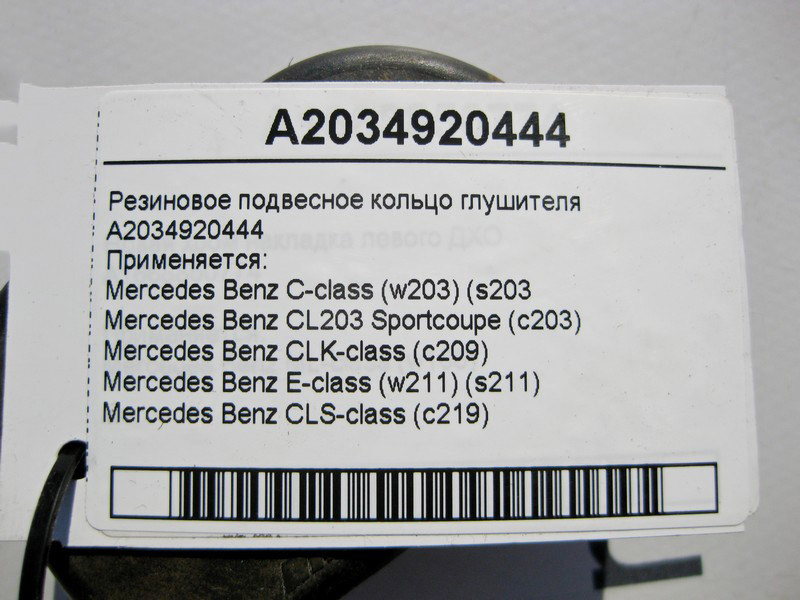 A2034920444
Резиновое подвесное кольцо глушителя
A2034920444
Применяется:
Mercedes Benz C-class (w203) (s203
Mercedes Benz CL203 Sportcoupe (c203)
Mercedes Benz CLK-class (c209)
Mercedes Benz E-class (w211) (s211)
Mercedes Benz CLS-class (c219)